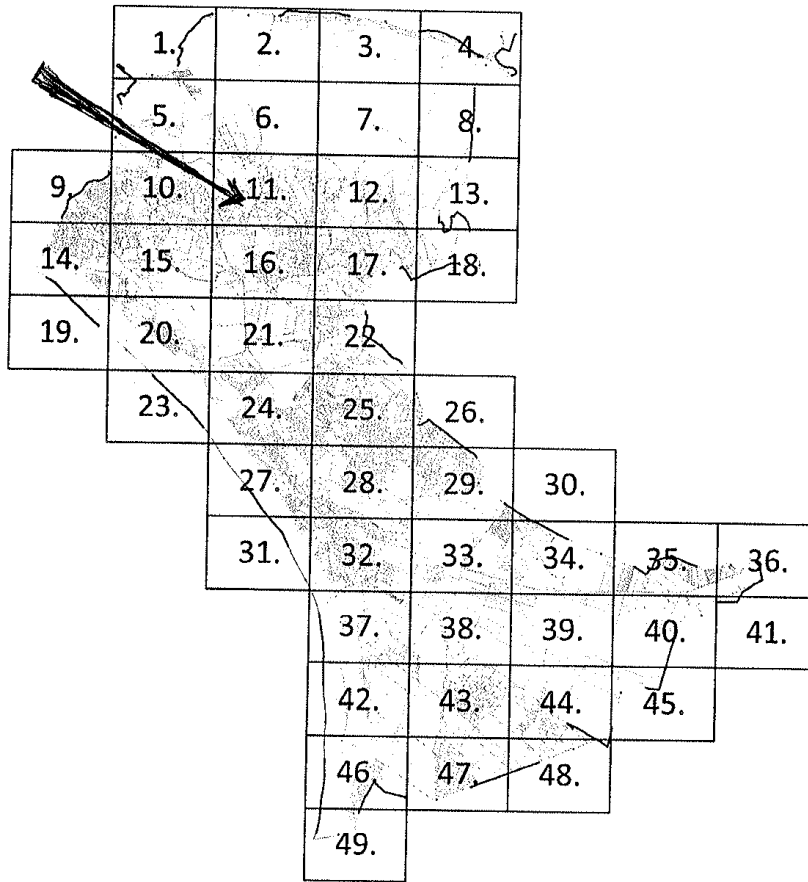 1. 2. 3. 4.
5. 6. 7. 8.
9. 10. 11. 12. 13.
14. 15. 16. 17. 18.
19. 20. 21. 22
23. 24. 25. 26.
27. 28. 29. 30.
31. 32. 33. 34. 35. 36.
37. 38. 39. 40. 41.
42. 43. 44. 45.
46. 47. 48.
49.